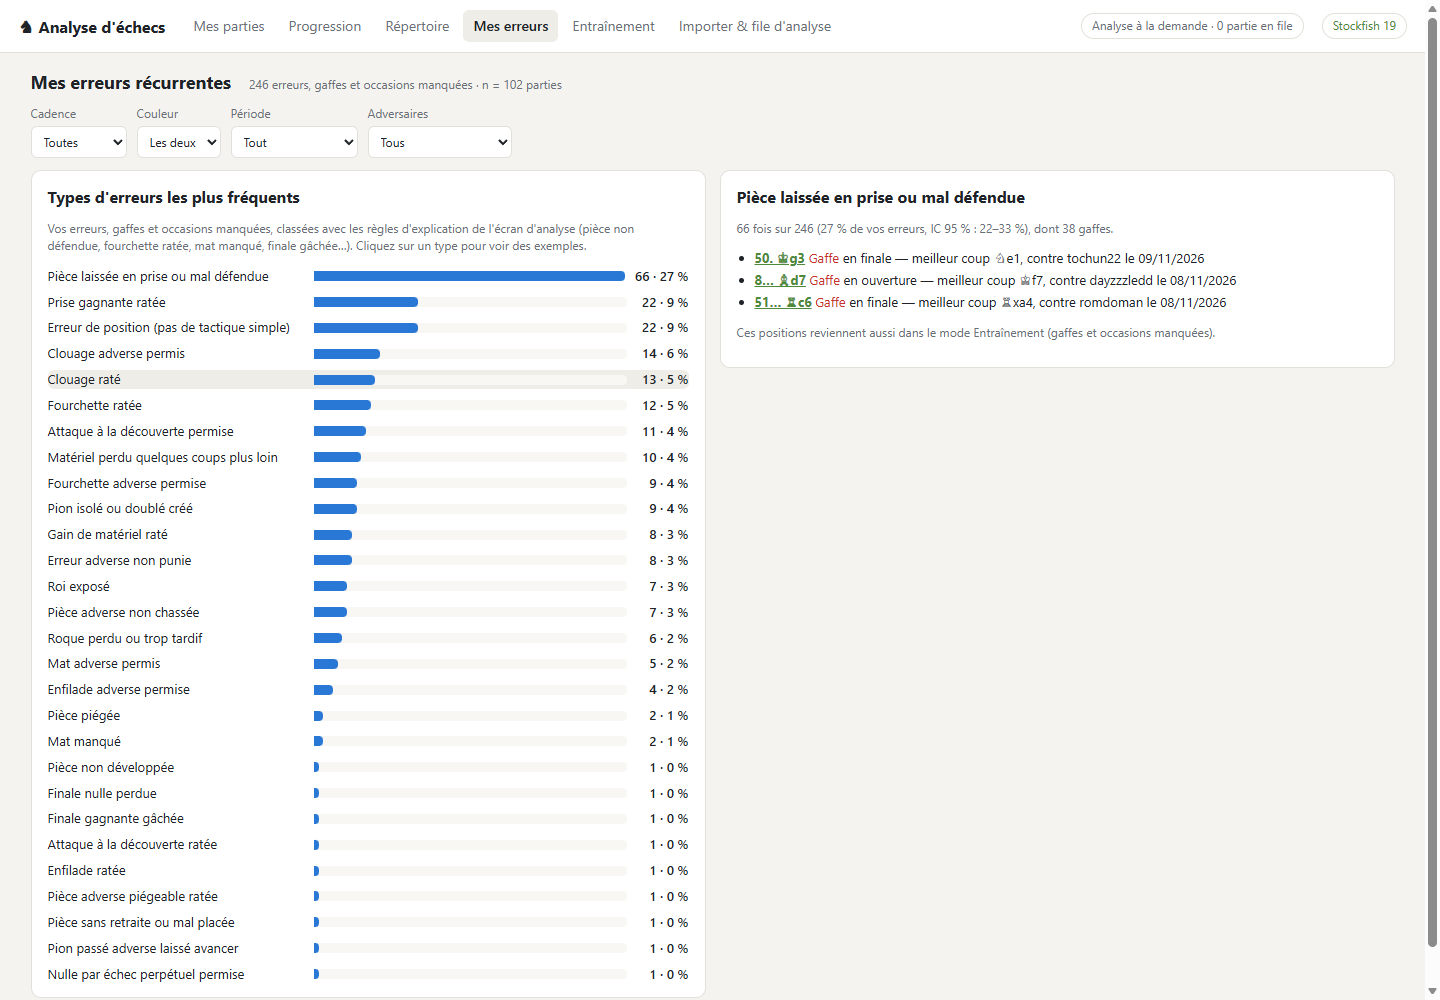 ♞ Analyse d'échecs
Mes parties
Progression
Répertoire
Mes erreurs
Entraînement
Importer & file d'analyse
Analyse à la demande · 0 partie en file
Stockfish 19
Mes erreurs récurrentes
246 erreurs, gaffes et occasions manquées · n = 102 parties
Cadence
Couleur
Période
Adversaires
Toutes
Les deux
Tout
Tous
Types d'erreurs les plus fréquents
Vos erreurs, gaffes et occasions manquées, classées avec les règles d'explication de l'écran d'analyse (pièce non
défendue, fourchette ratée, mat manqué, finale gâchée…). Cliquez sur un type pour voir des exemples.
Pièce laissée en prise ou mal défendue 66 · 27 %
Prise gagnante ratée 22 · 9 %
Erreur de position (pas de tactique simple) 22 · 9 %
Clouage adverse permis 14 · 6 %
Clouage raté 13 · 5 %
Fourchette ratée 12 · 5 %
Attaque à la découverte permise 11 · 4 %
Matériel perdu quelques coups plus loin 10 · 4 %
Fourchette adverse permise 9 · 4 %
Pion isolé ou doublé créé 9 · 4 %
Gain de matériel raté 8 · 3 %
Erreur adverse non punie 8 · 3 %
Roi exposé 7 · 3 %
Pièce adverse non chassée 7 · 3 %
Roque perdu ou trop tardif 6 · 2 %
Mat adverse permis 5 · 2 %
Enfilade adverse permise 4 · 2 %
Pièce piégée 2 · 1 %
Mat manqué 2 · 1 %
Pièce non développée 1 · 0 %
Finale nulle perdue 1 · 0 %
Finale gagnante gâchée 1 · 0 %
Attaque à la découverte ratée 1 · 0 %
Enfilade ratée 1 · 0 %
Pièce adverse piégeable ratée 1 · 0 %
Pièce sans retraite ou mal placée 1 · 0 %
Pion passé adverse laissé avancer 1 · 0 %
Nulle par échec perpétuel permise 1 · 0 %
Pièce laissée en prise ou mal défendue
66 fois sur 246 (27 % de vos erreurs, IC 95 % : 22–33 %), dont 38 gaffes.
• 50. ♚g3 Gaffe en finale — meilleur coup ♘e1, contre tochun22 le 09/11/2026
• 8… ♝d7 Gaffe en ouverture — meilleur coup ♔f7, contre dayzzzledd le 08/11/2026
• 51… ♜c6 Gaffe en finale — meilleur coup ♖xa4, contre romdoman le 08/11/2026
Ces positions reviennent aussi dans le mode Entraînement (gaffes et occasions manquées).